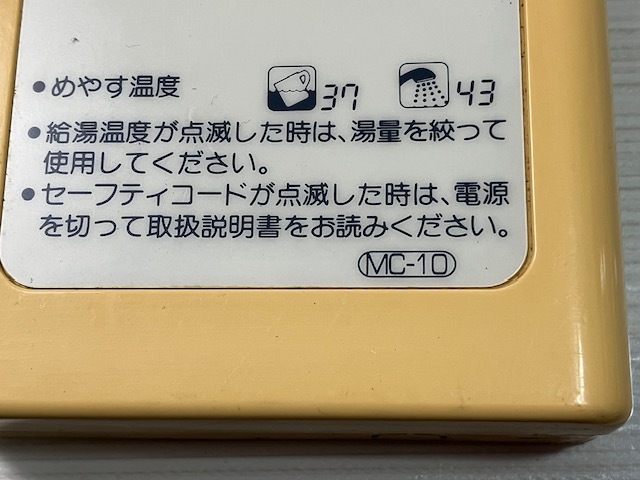 ●めやす温度 37 43
●給湯温度が点滅した時は、湯量を絞って
使用してください。
●セーフティコードが点滅した時は、電源
を切って取扱説明書をお読みください。
MC-10